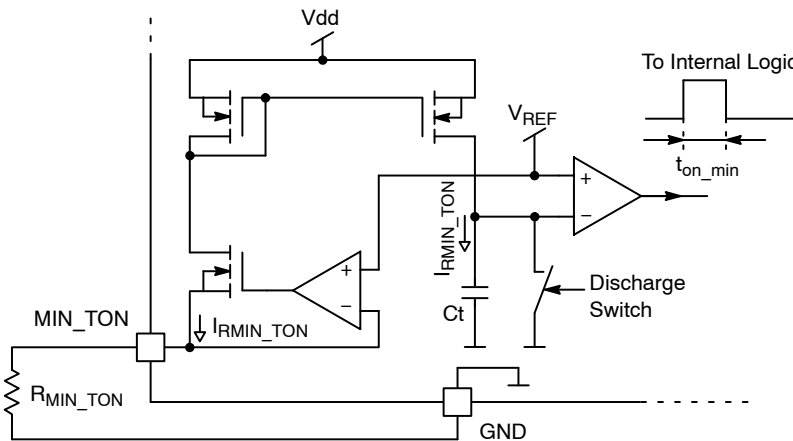 Vdd
To Internal Logic
VREF
ton_min
+
−
IRMIN_TON
+
−
Discharge
Switch
Ct
MIN_TON
IRMIN_TON
RMIN_TON
GND